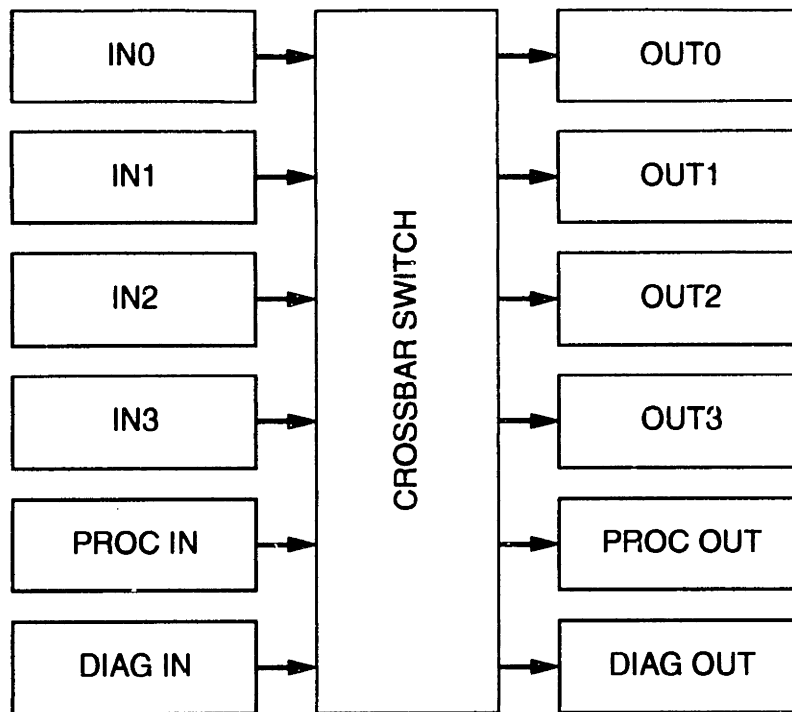 IN0
OUT0
IN1
OUT1
IN2
OUT2
IN3
OUT3
CROSSBAR SWITCH
PROC IN
PROC OUT
DIAG IN
DIAG OUT